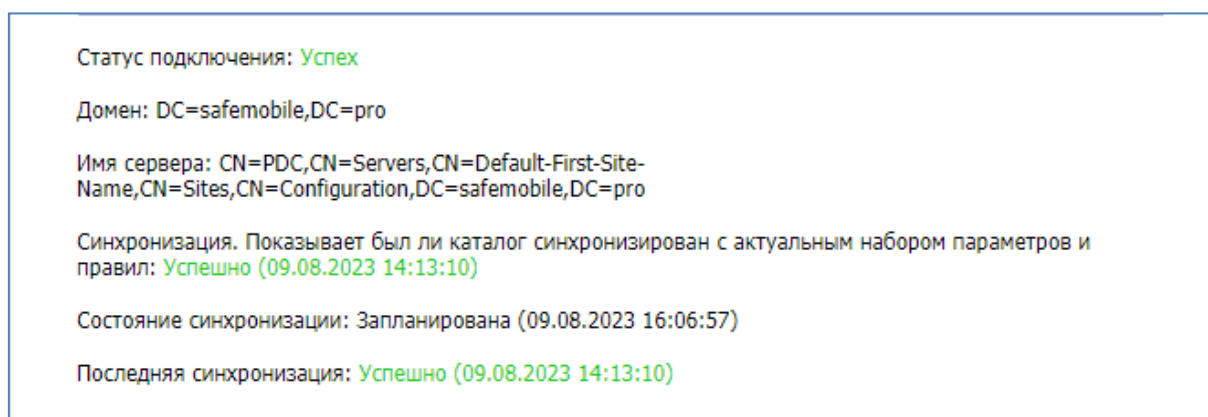 Статус подключения: Успех
Домен: DC=safemobile,DC=pro
Имя сервера: CN=PDC,CN=Servers,CN=Default-First-Site-
Name,CN=Sites,CN=Configuration,DC=safemobile,DC=pro
Синхронизация. Показывает был ли каталог синхронизирован с актуальным набором параметров и
правил: Успешно (09.08.2023 14:13:10)
Состояние синхронизации: Запланирована (09.08.2023 16:06:57)
Последняя синхронизация: Успешно (09.08.2023 14:13:10)